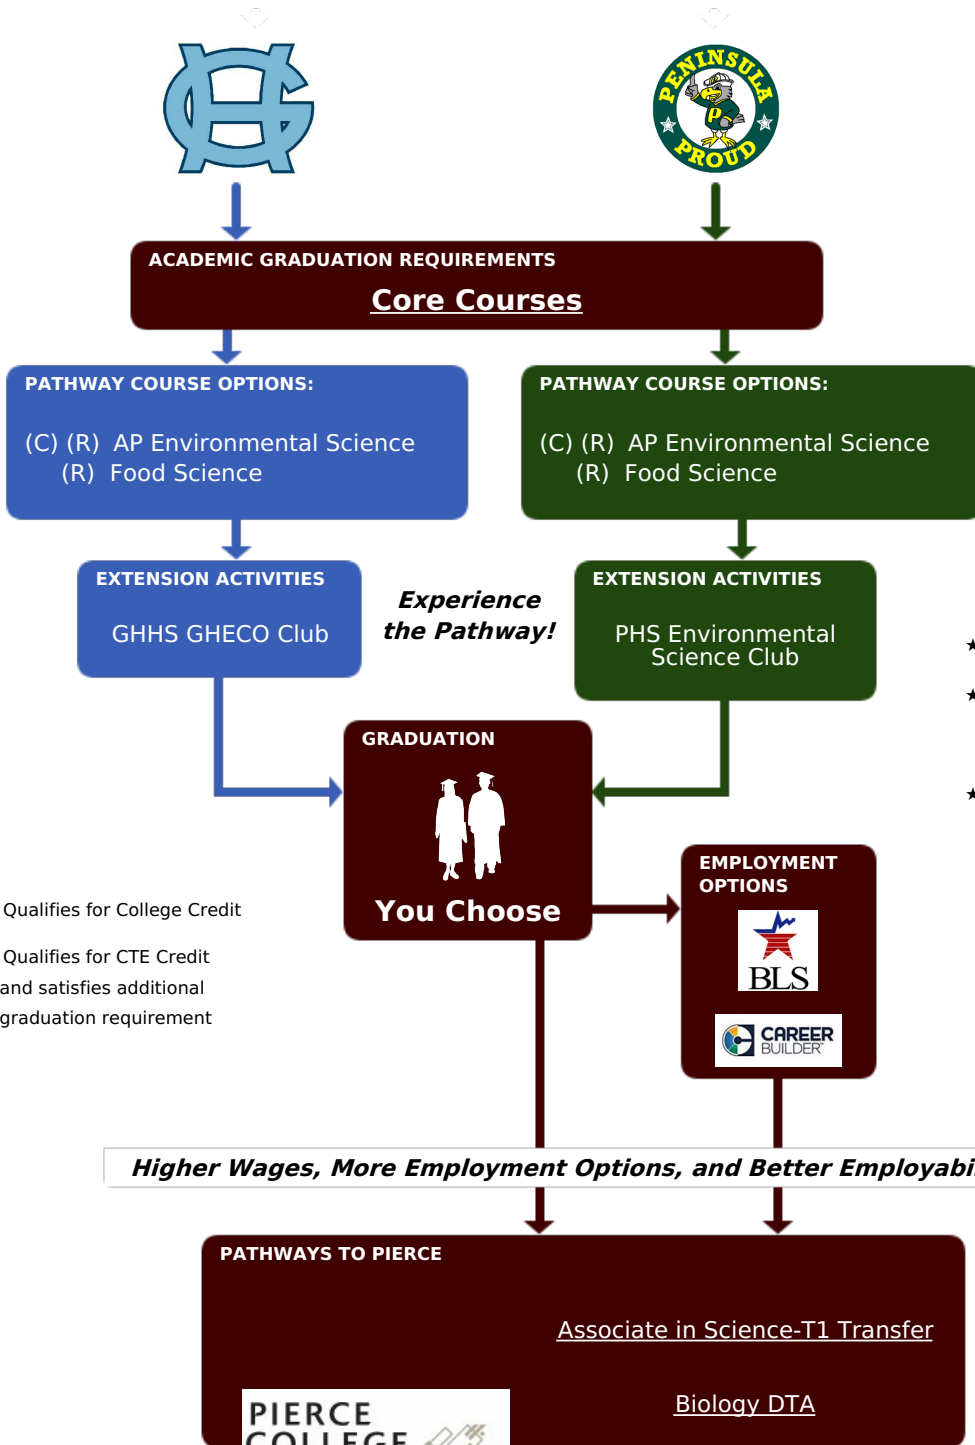 PENINSULA
P
PROUD
ACADEMIC GRADUATION REQUIREMENTS
Core Courses
PATHWAY COURSE OPTIONS:
(C) (R) AP Environmental Science
(R) Food Science
PATHWAY COURSE OPTIONS:
(C) (R) AP Environmental Science
(R) Food Science
EXTENSION ACTIVITIES
GHHS GHECO Club
Experience
the Pathway!
EXTENSION ACTIVITIES
PHS Environmental
Science Club
GRADUATION
You Choose
EMPLOYMENT
OPTIONS
BLS
CAREER
BUILDER
Qualifies for College Credit
Qualifies for CTE Credit
and satisfies additional
graduation requirement
Higher Wages, More Employment Options, and Better Employabi
PATHWAYS TO PIERCE
Associate in Science-T1 Transfer
Biology DTA
PIERCE
COLLEGE